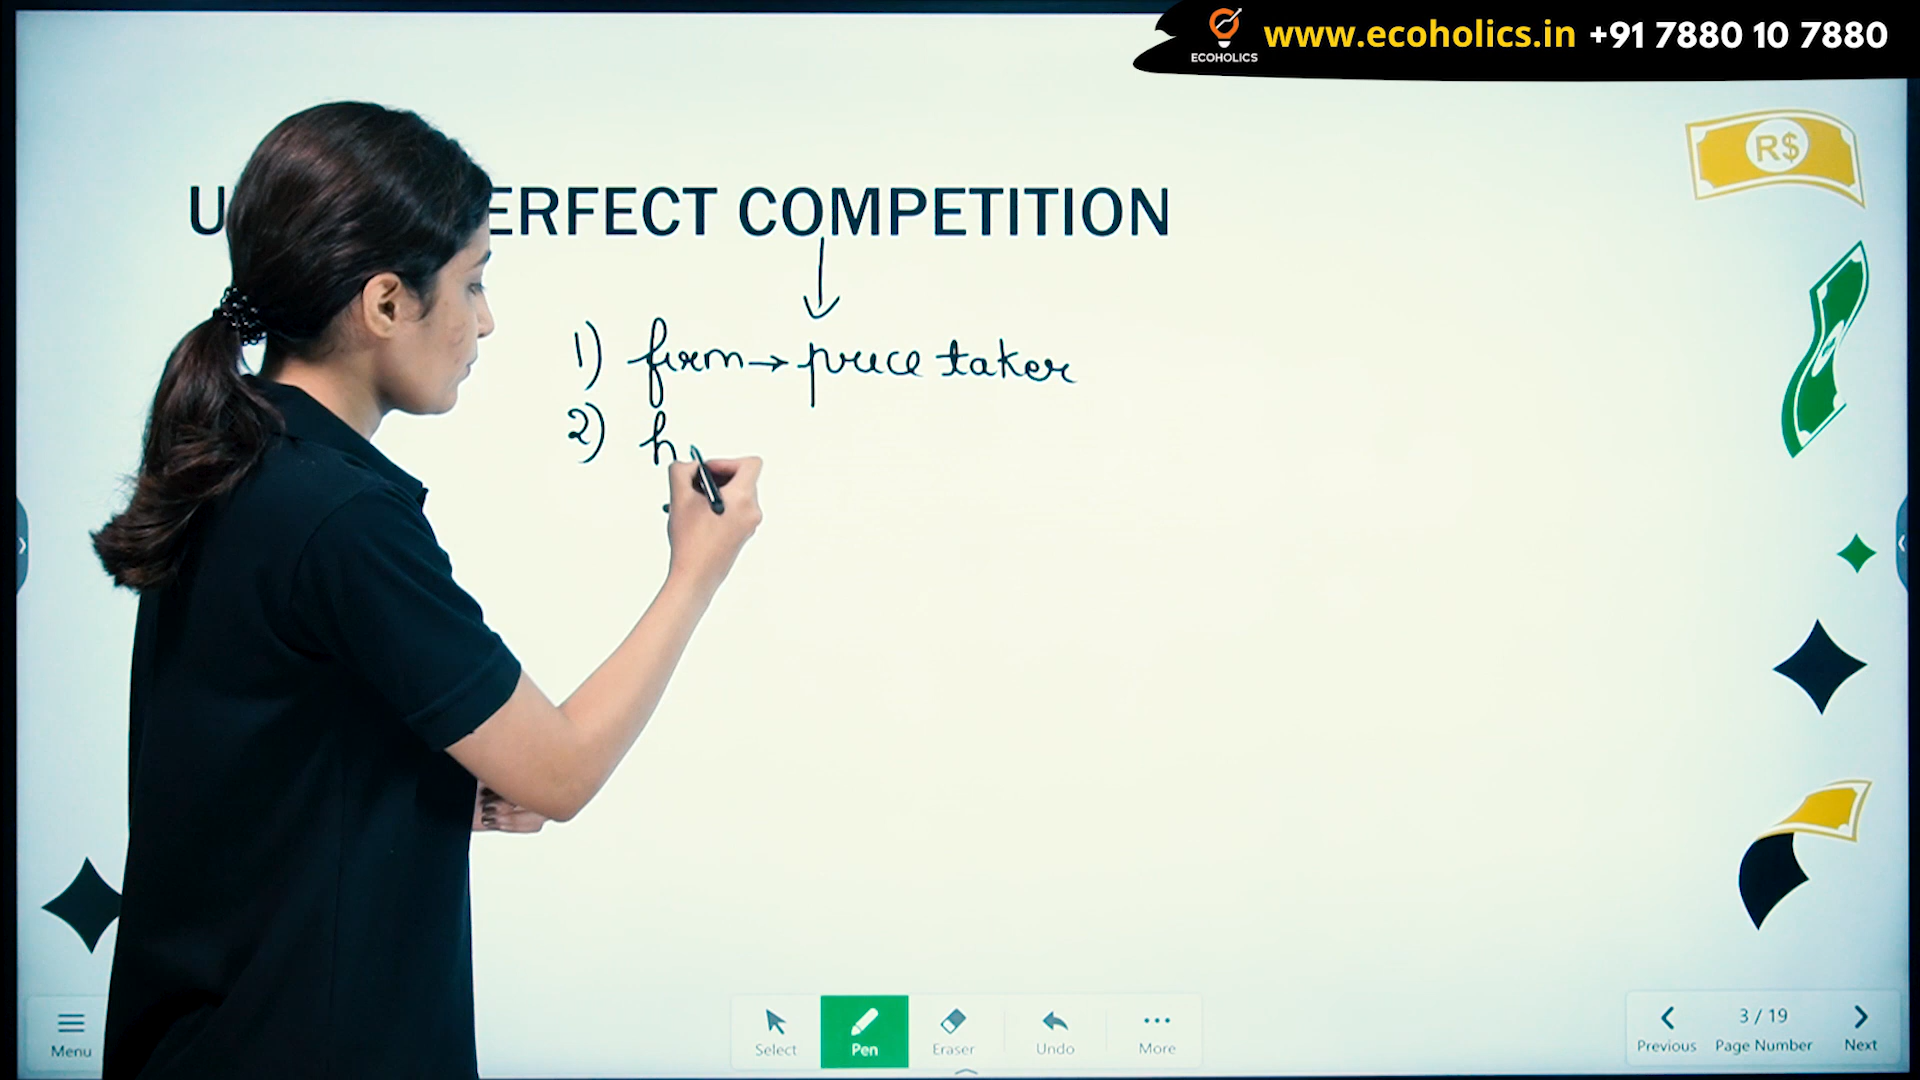 ECOHOLICS
www.ecoholics.in +91 7880 10 7880
R$
U ERFECT COMPETITION
1) firm → price taker
2) h
Menu
Select
Pen
Eraser
Undo
More
Previous
3 / 19
Page Number
Next